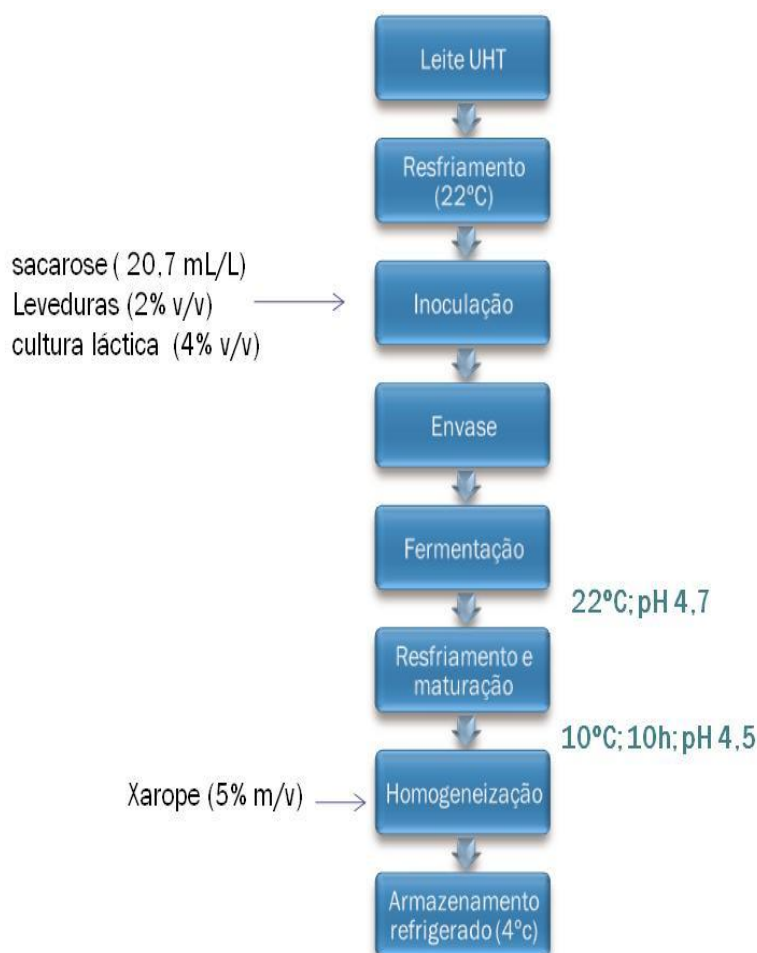 Leite UHT
Resfriamento
(22ºC)
sacarose ( 20,7 mL/L)
Leveduras (2% v/v)
cultura láctica (4% v/v)
Inoculação
Envase
Fermentação
22ºC; pH 4,7
Resfriamento e
maturação
10ºC; 10h; pH 4,5
Xarope (5% m/v)
Homogeneização
Armazenamento
refrigerado (4ºc)